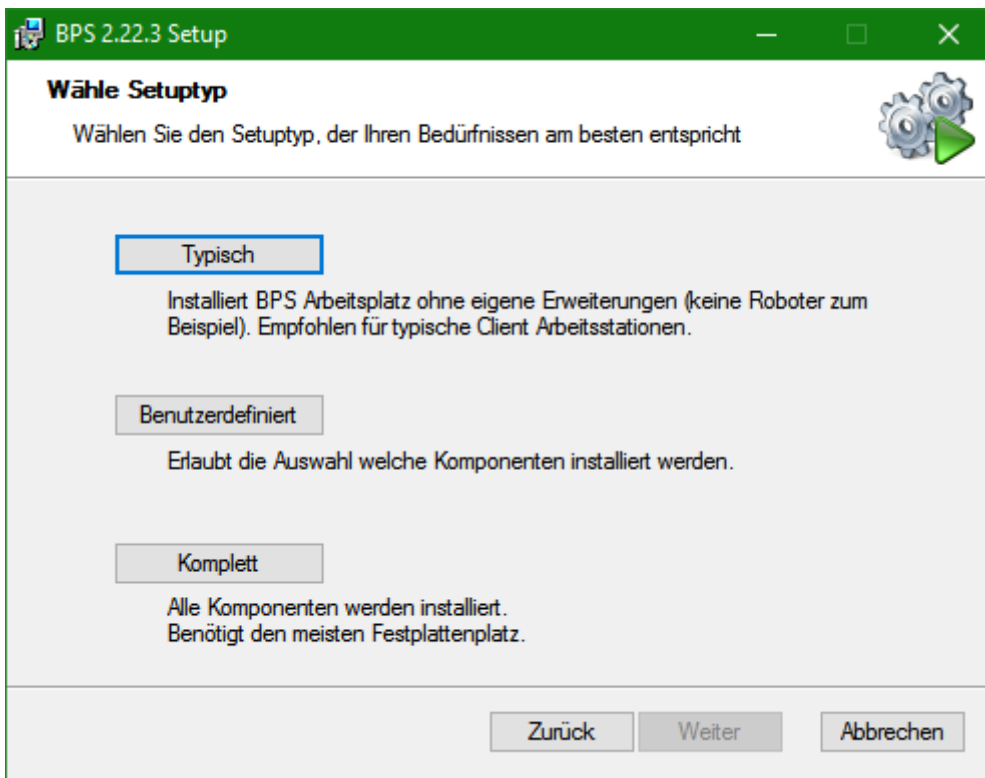 BPS 2.22.3 Setup
Wähle Setuptyp
Wählen Sie den Setuptyp, der Ihren Bedürfnissen am besten entspricht
Typisch
Installiert BPS Arbeitsplatz ohne eigene Erweiterungen (keine Roboter zum
Beispiel). Empfohlen für typische Client Arbeitsstationen.
Benutzerdefiniert
Erlaubt die Auswahl welche Komponenten installiert werden.
Komplett
Alle Komponenten werden installiert.
Benötigt den meisten Festplattenplatz.
Zurück Weiter Abbrechen